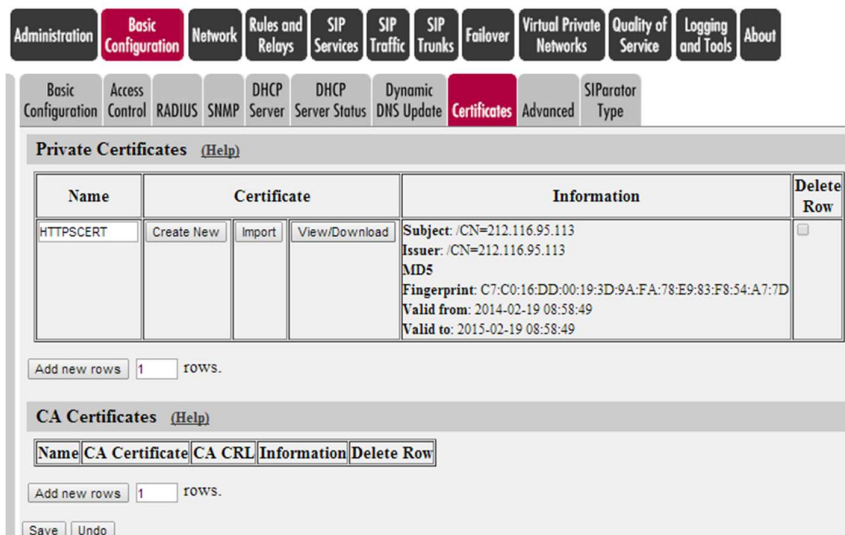 Administration
Basic Configuration
Network
Rules and Relays
SIP Services
SIP Traffic
SIP Trunks
Failover
Virtual Private Networks
Quality of Service
Logging and Tools
About
Basic Configuration
Access Control
RADIUS
SNMP
DHCP Server
DHCP Server Status
Dynamic DNS Update
Certificates
Advanced
SIParator Type
Private Certificates (Help)
Name Certificate Information Delete Row
HTTPSCERT Create New Import View/Download Subject: /CN=212.116.95.113
Issuer: /CN=212.116.95.113
MD5
Fingerprint: C7:C0:16:DD:00:19:3D:9A:FA:78:E9:83:F8:54:A7:7D
Valid from: 2014-02-19 08:58:49
Valid to: 2015-02-19 08:58:49
Add new rows 1 rows.
CA Certificates (Help)
Name CA Certificate CA CRL Information Delete Row
Add new rows 1 rows.
Save Undo